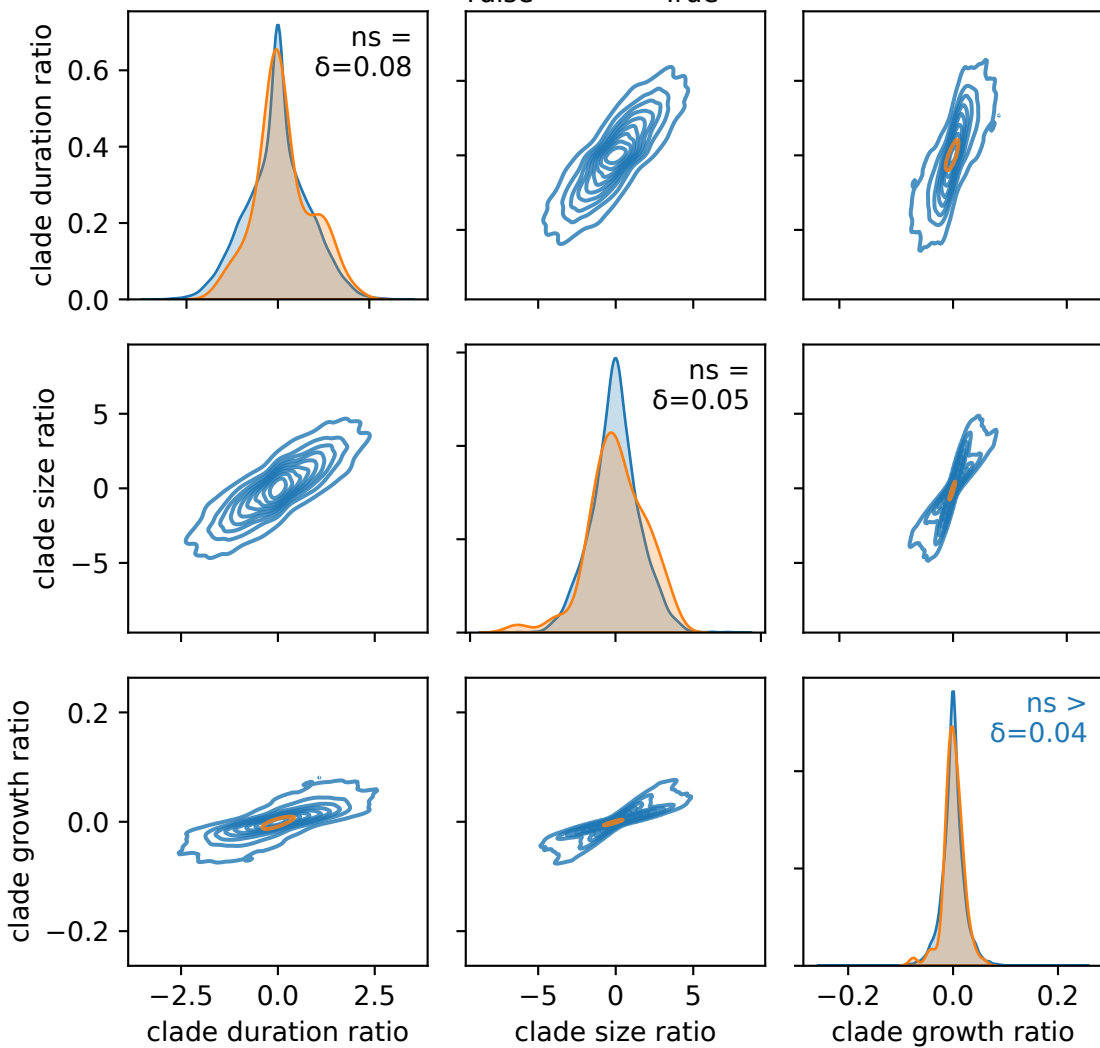 clade duration ratio
0.6
0.4
0.2
0.0
ns =
δ=0.08
clade size ratio
5
0
−5
ns =
δ=0.05
clade growth ratio
0.2
0.0
−0.2
ns >
δ=0.04
−2.5 0.0 2.5
−5 0 5
−0.2 0.0 0.2
clade duration ratio
clade size ratio
clade growth ratio